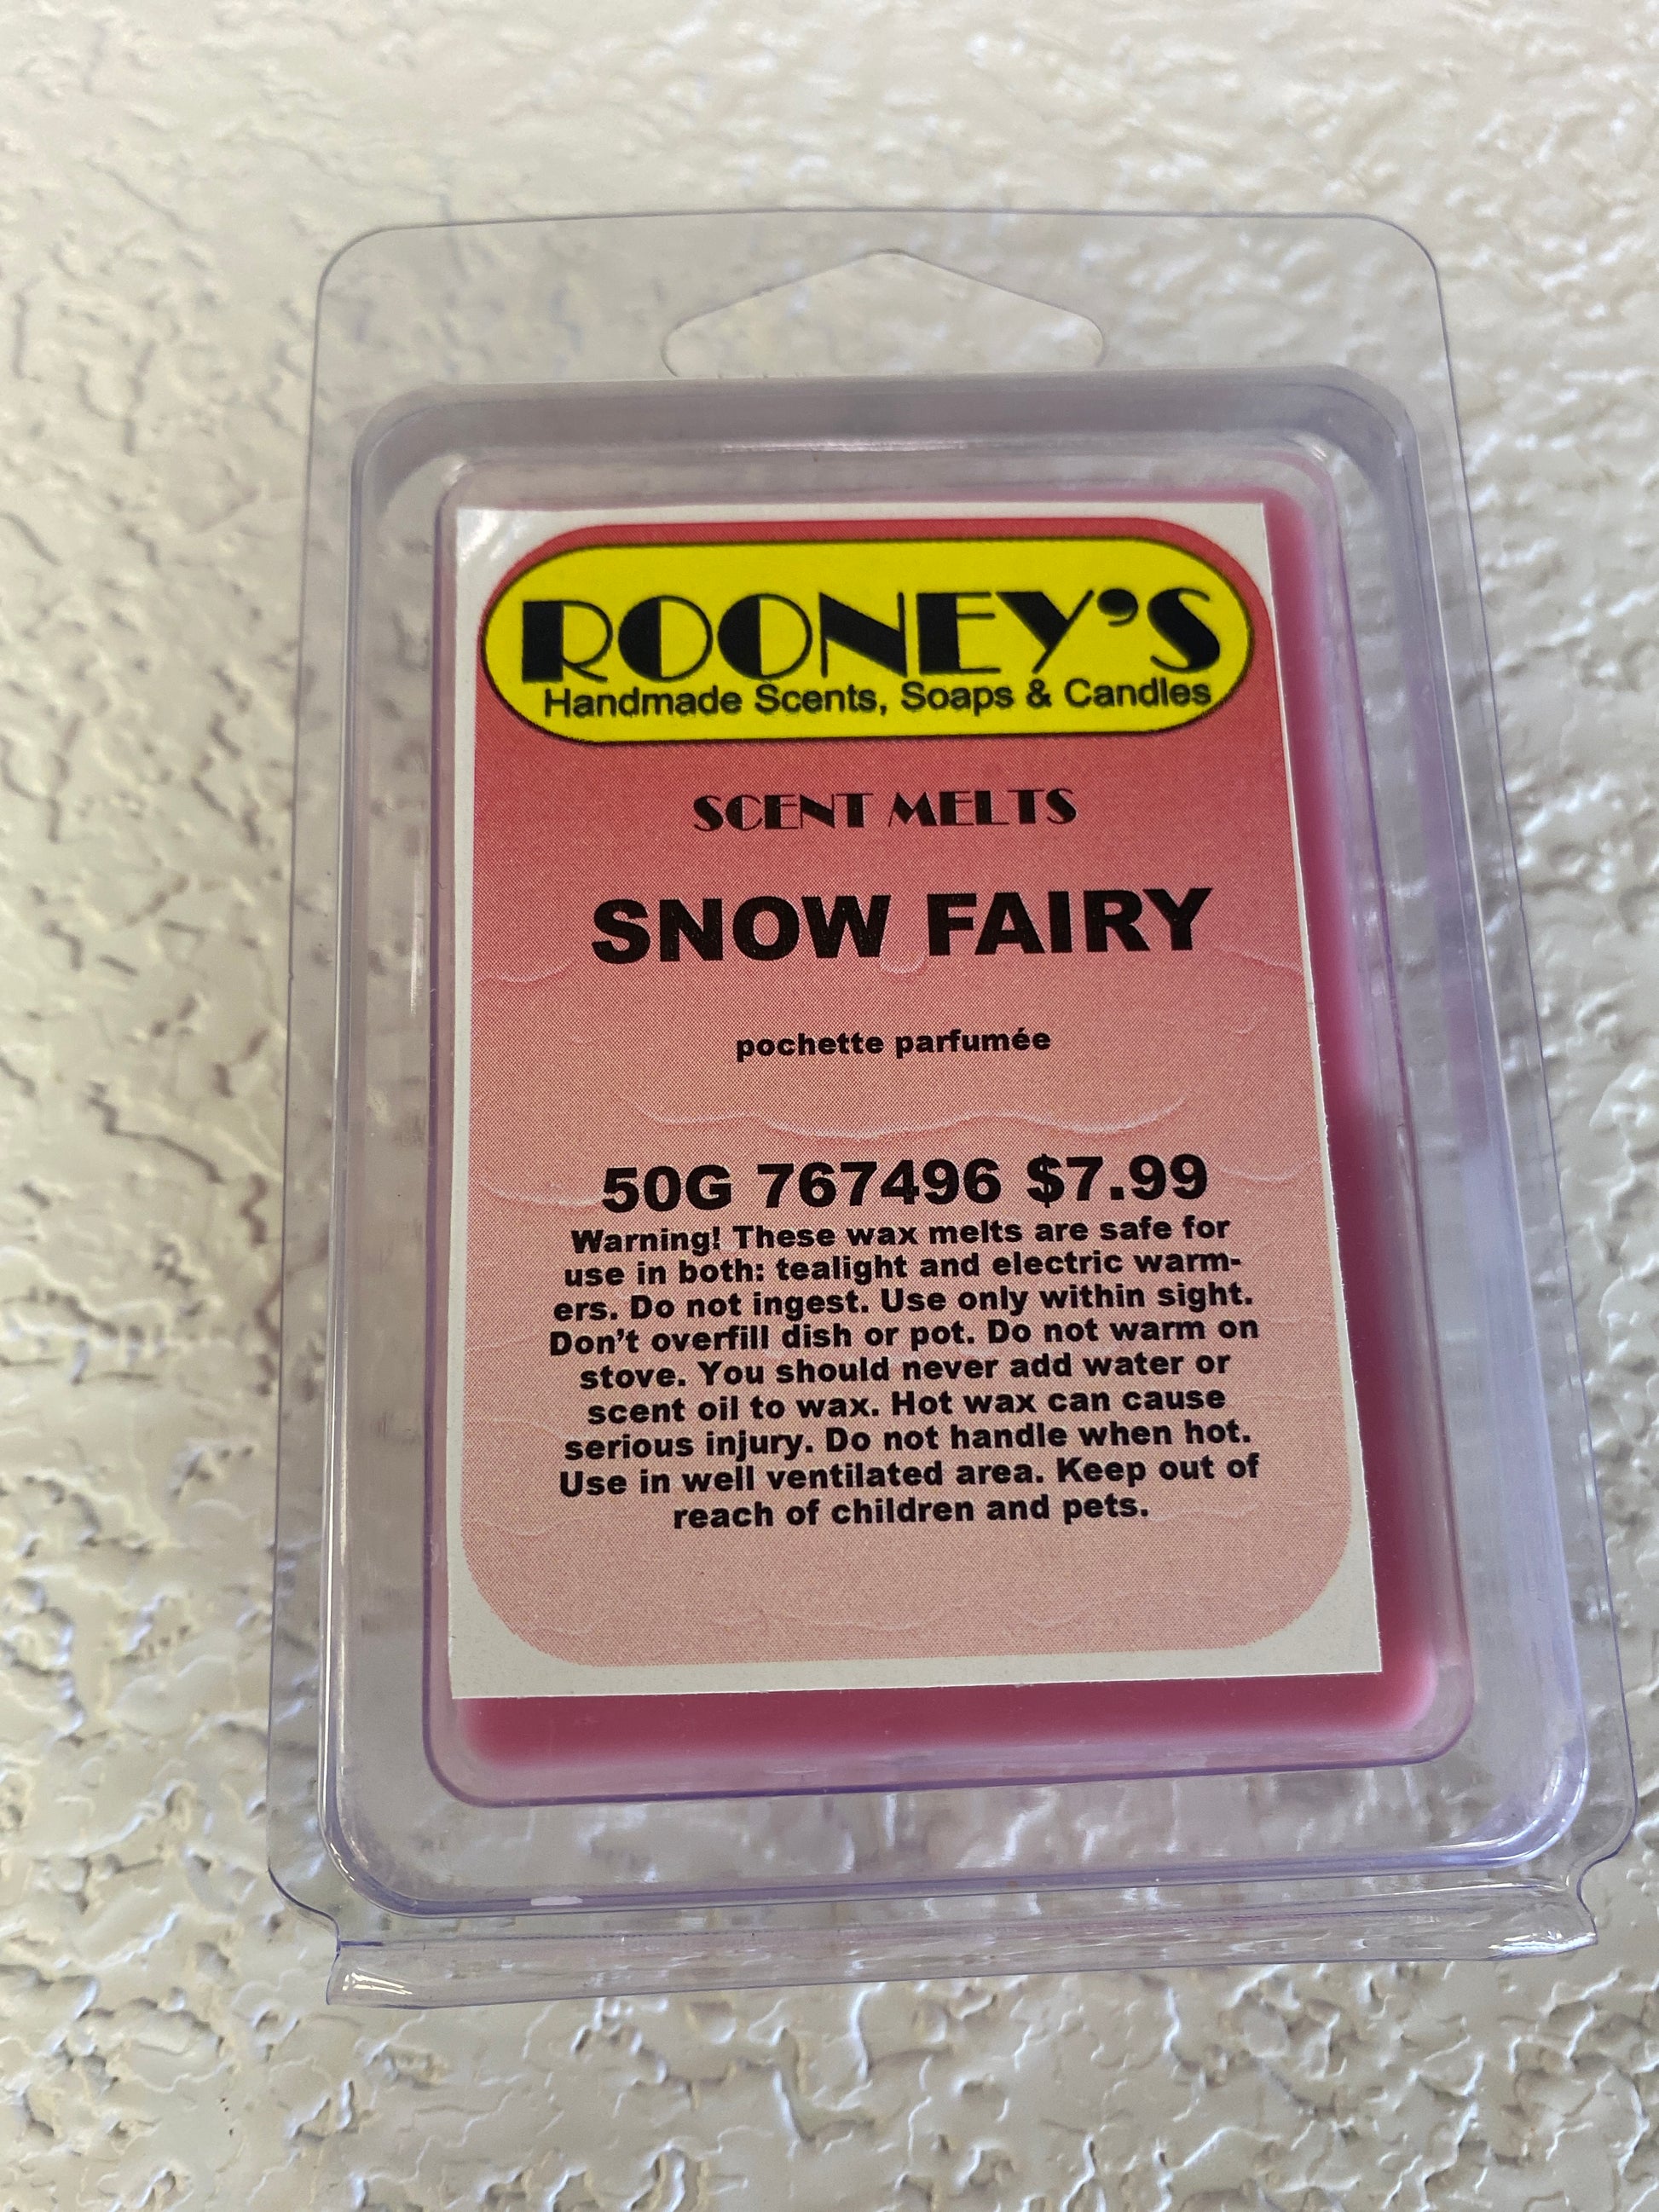 ROONEY'S
Handmade Scents, Soaps & Candles
SCENT MELTS
SNOW FAIRY
pochette parfumée
50G 767496 $7.99
Warning! These wax melts are safe for
use in both: tealight and electric warm-
ers. Do not ingest. Use only within sight.
Don't overfill dish or pot. Do not warm on
stove. You should never add water or
scent oil to wax. Hot wax can cause
serious injury. Do not handle when hot.
Use in well ventilated area. Keep out of
reach of children and pets.